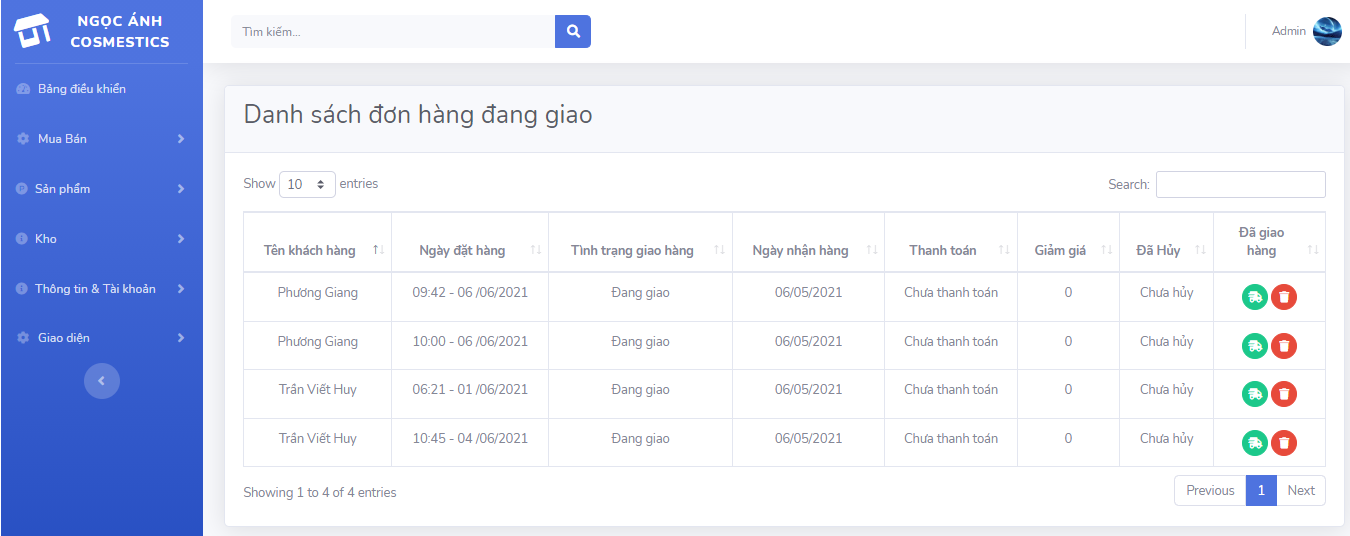 NGỌC ÁNH
COSMESTICS
Tìm kiếm...
Admin
Bảng điều khiển
Mua Bán
Sản phẩm
Kho
Thông tin & Tài khoản
Giao diện
Danh sách đơn hàng đang giao
Show 10 entries
Search:
Tên khách hàng Ngày đặt hàng Tình trạng giao hàng Ngày nhận hàng Thanh toán Giảm giá Đã Hủy Đã giao hàng
Phương Giang 09:42 - 06 /06/2021 Đang giao 06/05/2021 Chưa thanh toán 0 Chưa hủy
Phương Giang 10:00 - 06 /06/2021 Đang giao 06/05/2021 Chưa thanh toán 0 Chưa hủy
Trần Viết Huy 06:21 - 01 /06/2021 Đang giao 06/05/2021 Chưa thanh toán 0 Chưa hủy
Trần Viết Huy 10:45 - 04 /06/2021 Đang giao 06/05/2021 Chưa thanh toán 0 Chưa hủy
Showing 1 to 4 of 4 entries
Previous 1 Next